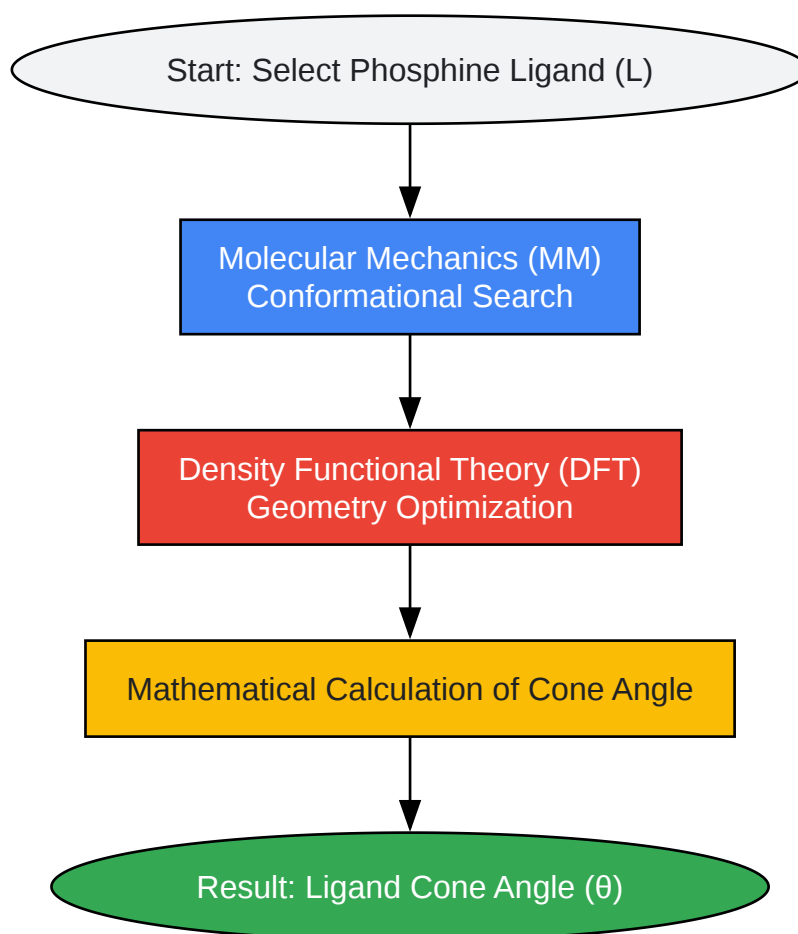 Start: Select Phosphine Ligand (L)
Molecular Mechanics (MM)
Conformational Search
Density Functional Theory (DFT)
Geometry Optimization
Mathematical Calculation of Cone Angle
Result: Ligand Cone Angle (θ)